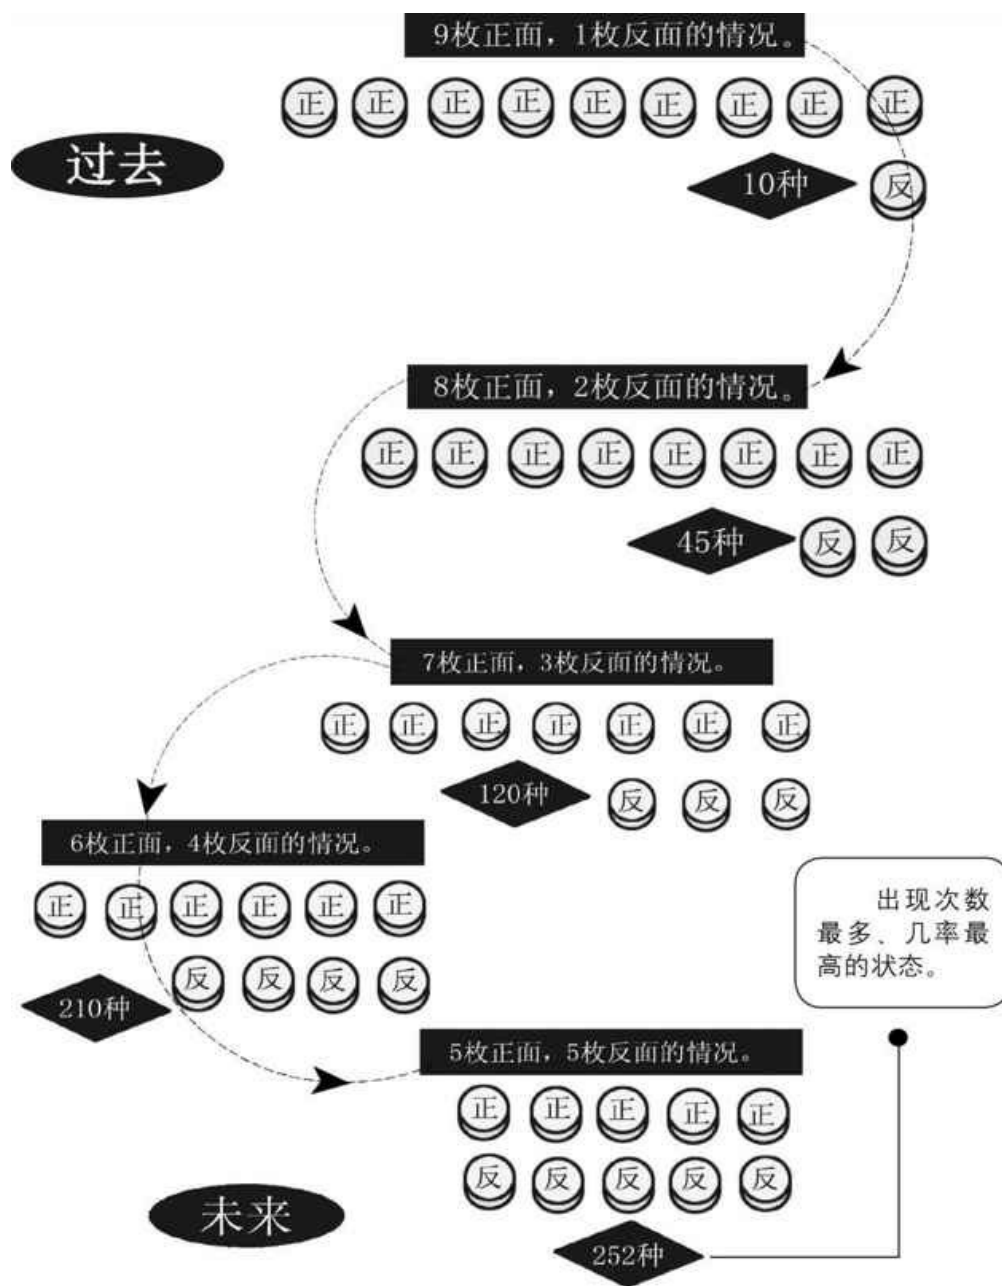 9枚正面，1枚反面的情况。
正 正 正 正 正 正 正 正 正
过去
10种 反
8枚正面，2枚反面的情况。
正 正 正 正 正 正 正 正
45种 反 反
7枚正面，3枚反面的情况。
正 正 正 正 正 正 正
120种 反 反 反
6枚正面，4枚反面的情况。
正 正 正 正 正 正
反 反 反 反
210种
出现次数
最多、几率最
高的状态。
5枚正面，5枚反面的情况。
正 正 正 正 正
反 反 反 反 反
未来
252种